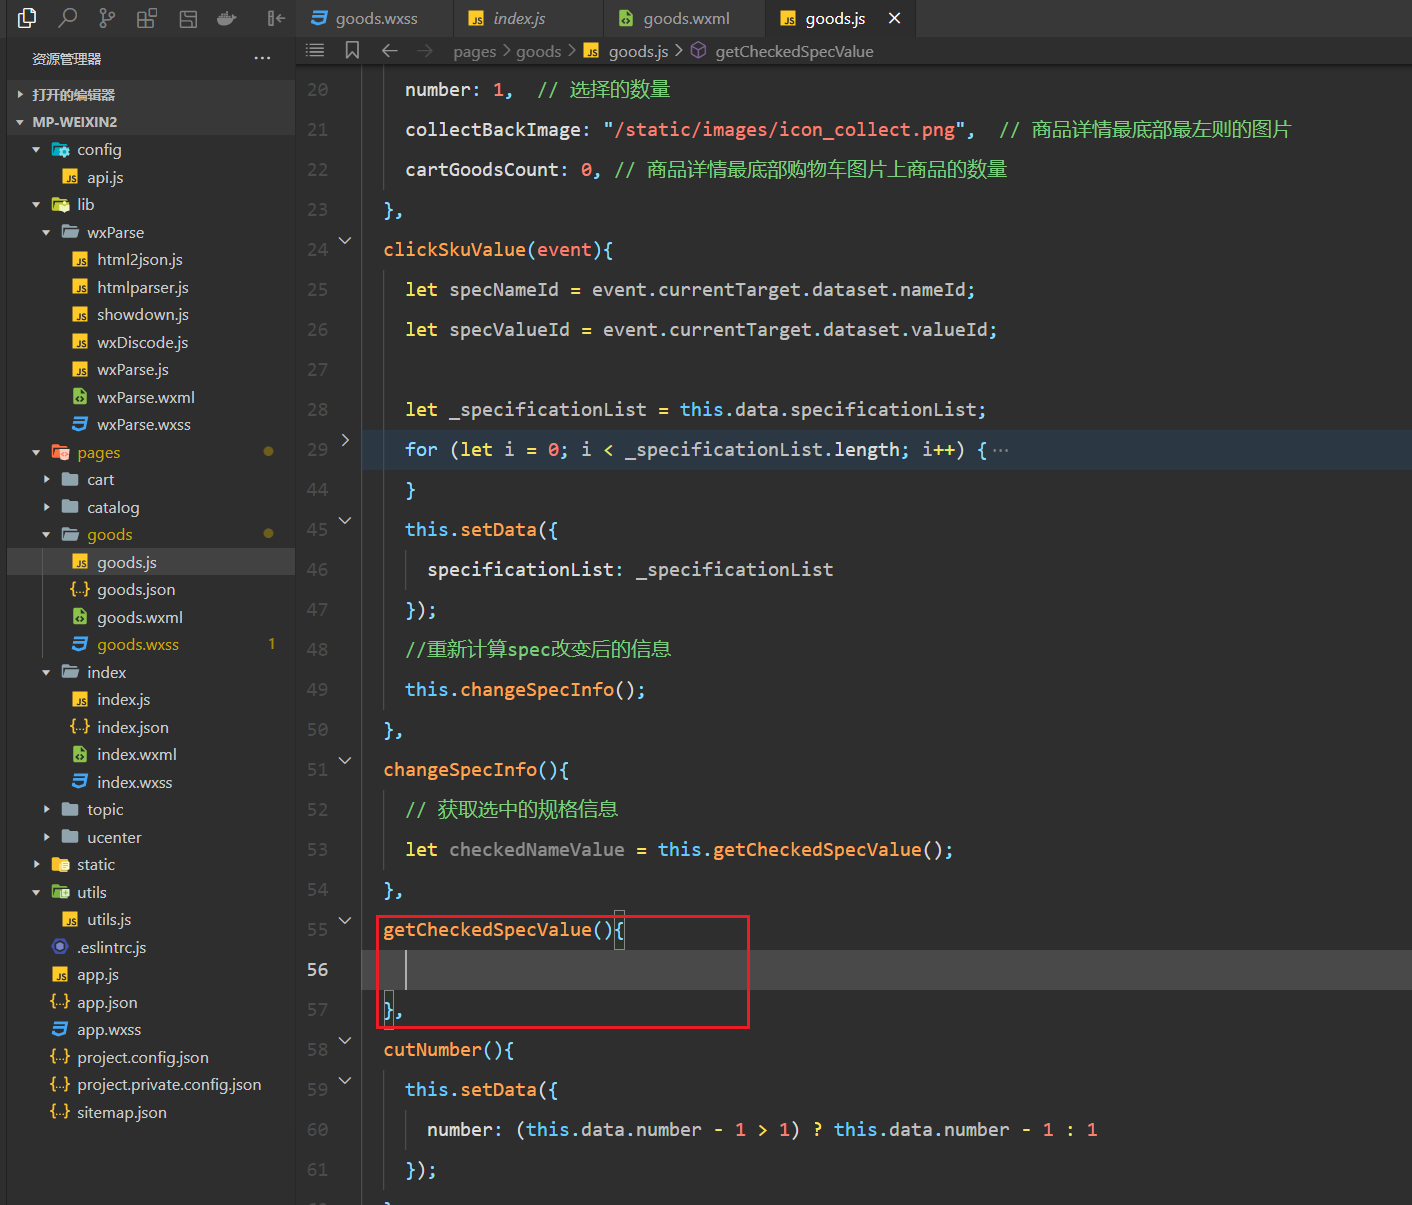 goods.wxss
index.js
goods.wxml
goods.js
资源管理器
pages > goods > goods.js > getCheckedSpecValue
打开的编辑器
MP-WEIXIN2
config
api.js
lib
wxParse
html2json.js
htmlparser.js
showdown.js
wxDiscode.js
wxParse.js
wxParse.wxml
wxParse.wxss
pages
cart
catalog
goods
goods.js
goods.json
goods.wxml
goods.wxss 1
index
index.js
index.json
index.wxml
index.wxss
topic
ucenter
static
utils
utils.js
.eslintrc.js
app.js
app.json
app.wxss
project.config.json
project.private.config.json
sitemap.json
20 number: 1, // 选择的数量
21 collectBackImage: "/static/images/icon_collect.png", // 商品详情最底部最左则的图片
22 cartGoodsCount: 0, // 商品详情最底部购物车图片上商品的数量
23 },
24 clickSkuValue(event){
25 let specNameId = event.currentTarget.dataset.nameId;
26 let specValueId = event.currentTarget.dataset.valueId;
27
28 let _specificationList = this.data.specificationList;
29 for (let i = 0; i < _specificationList.length; i++) { ···
44 }
45 this.setData({
46 specificationList: _specificationList
47 });
48 //重新计算spec改变后的信息
49 this.changeSpecInfo();
50 },
51 changeSpecInfo(){
52 // 获取选中的规格信息
53 let checkedNameValue = this.getCheckedSpecValue();
54 },
55 getCheckedSpecValue(){
56
57 },
58 cutNumber(){
59 this.setData({
60 number: (this.data.number - 1 > 1) ? this.data.number - 1 : 1
61 });